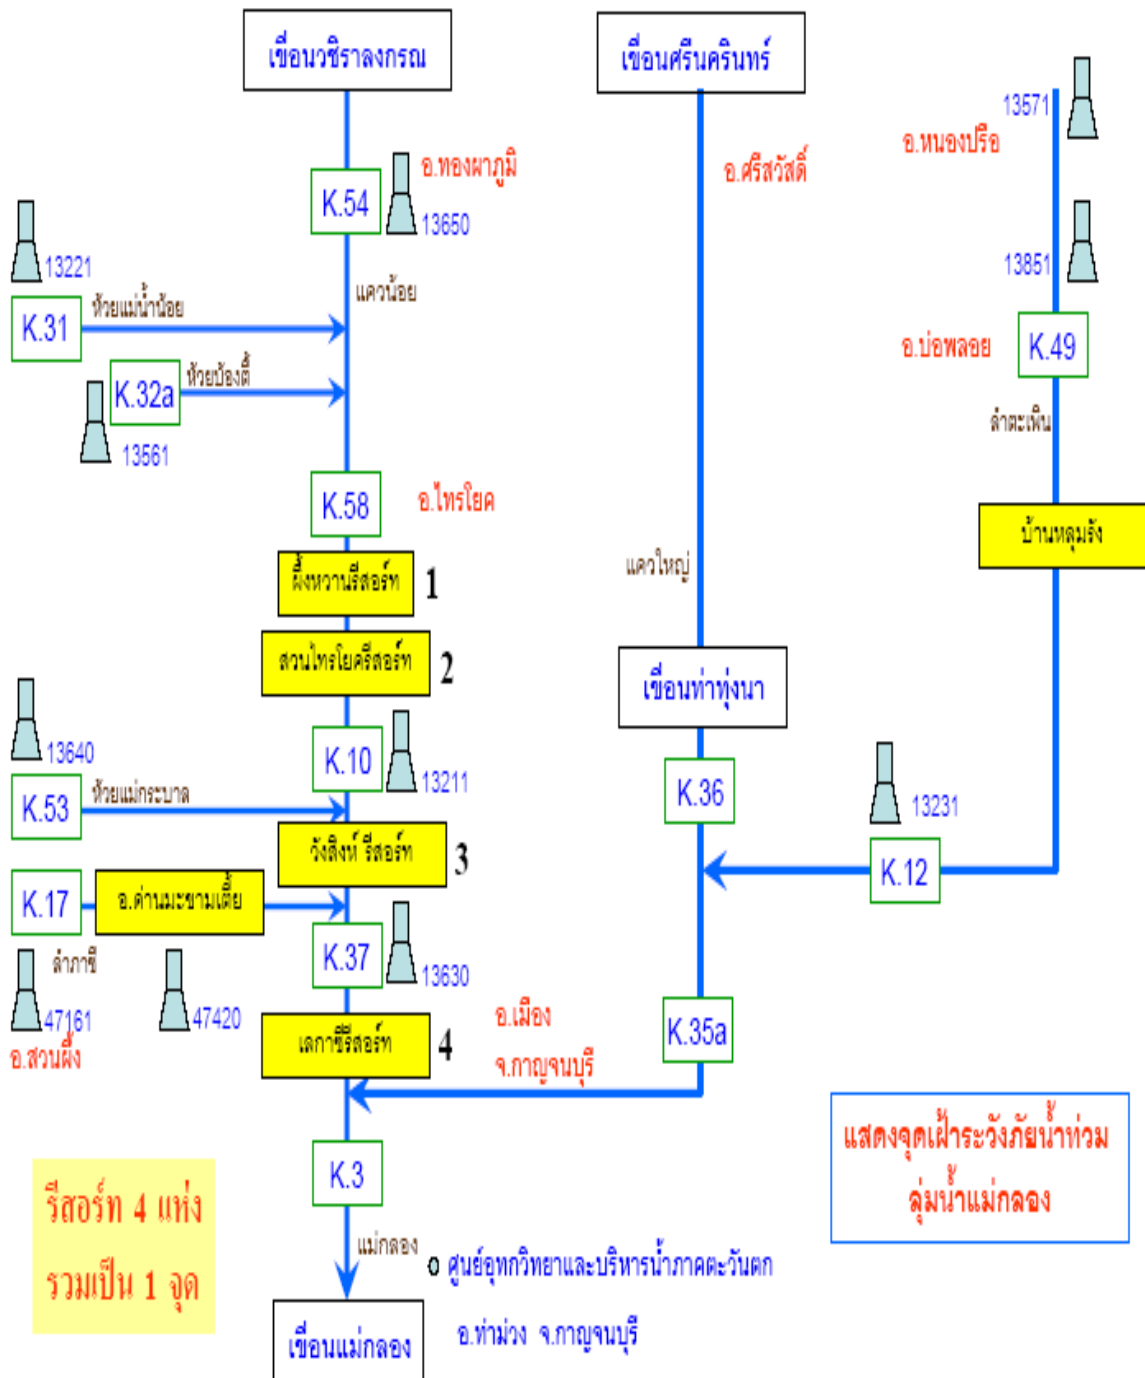 เขื่อนวชิราลงกรณ
เขื่อนศรีนครินทร์
13571
อ.หนองปรือ
อ.ทองผาภูมิ
อ.ศรีสวัสดิ์
K.54
13650
13221
13851
แควน้อย
ห้วยแม่น้ำน้อย
K.31
K.49
อ.บ่อพลอย
ห้วยบ้องตี้
K.32a
13561
ลำตะเพิน
K.58
อ.ไทรโยค
บ้านหลุมรัง
ผึ้งหวานรีสอร์ท 1
แควใหญ่
สวนไทรโยครีสอร์ท 2
เขื่อนท่าทุ่งนา
13640
K.10
13211
K.36
K.53
ห้วยแม่กระบาล
13231
วังสิงห์ รีสอร์ท 3
K.12
K.17
อ.ด่านมะขามเตี้ย
ลำภาชี
K.37
13630
47161
47420
อ.สวนผึ้ง
เลกาซีรีสอร์ท 4
อ.เมือง
จ.กาญจนบุรี
K.35a
แสดงจุดเฝ้าระวังภัยน้ำท่วม
ลุ่มน้ำแม่กลอง
K.3
รีสอร์ท 4 แห่ง
รวมเป็น 1 จุด
แม่กลอง
ศูนย์อุทกวิทยาและบริหารน้ำภาคตะวันตก
อ.ท่าม่วง จ.กาญจนบุรี
เขื่อนแม่กลอง